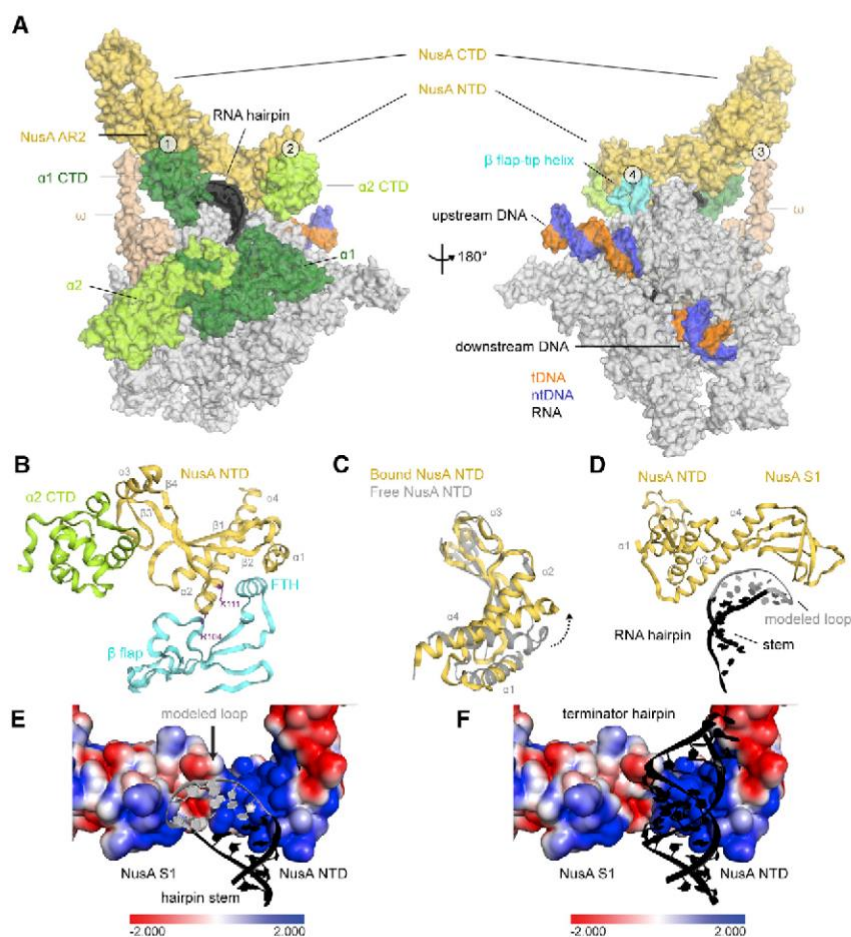 A
NusA CTD
NusA NTD
RNA hairpin
NusA AR2
1
2
α1 CTD
α2 CTD
ω
α1
α2
180°
3
4
β flap-tip helix
upstream DNA
ω
downstream DNA
tDNA
ntDNA
RNA
B
NusA NTD
α2 CTD
α3
β4
α4
β3
β1
β2
α1
α2
K111
FTH
R104
β flap
C
Bound NusA NTD
Free NusA NTD
α3
α2
α4
α1
D
NusA NTD
NusA S1
α4
α1
α2
modeled loop
RNA hairpin
stem
E
modeled loop
NusA S1
NusA NTD
hairpin stem
-2.000
2.000
F
terminator hairpin
NusA S1
NusA NTD
-2.000
2.000